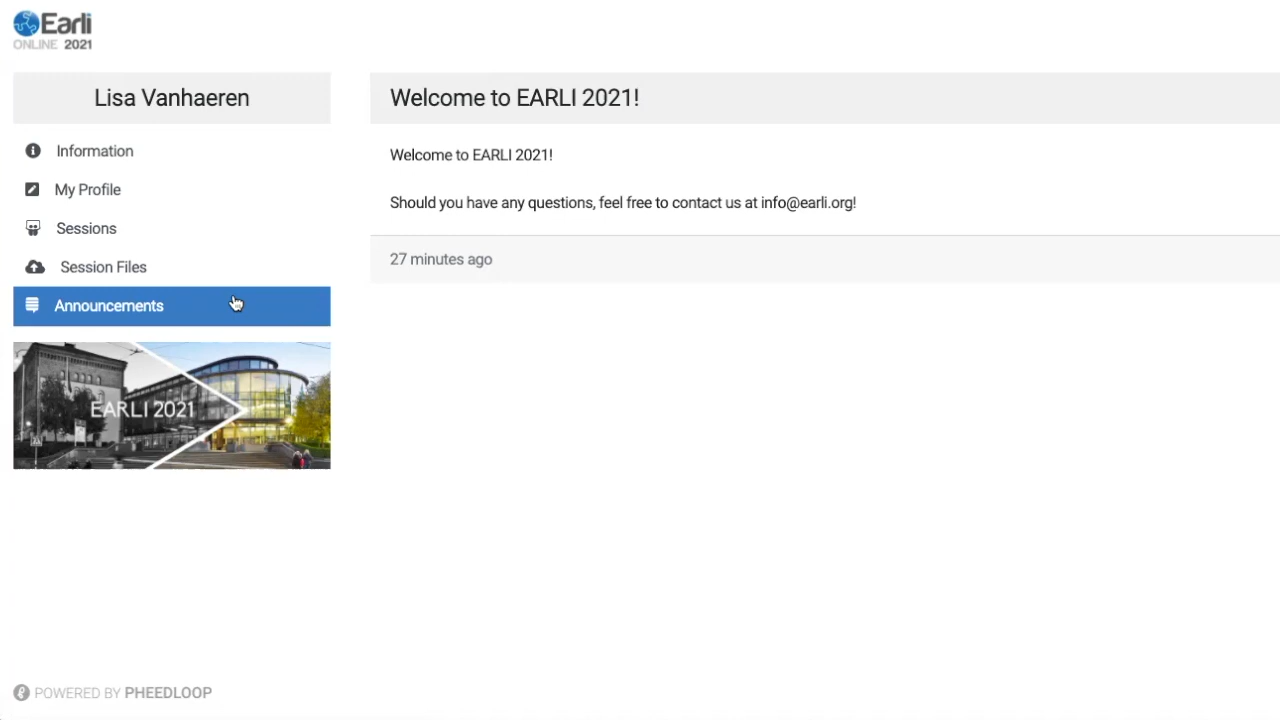 Earli
ONLINE 2021
Lisa Vanhaeren
Information
My Profile
Sessions
Session Files
Announcements
EARLI 2021
Welcome to EARLI 2021!
Welcome to EARLI 2021!
Should you have any questions, feel free to contact us at info@earli.org!
27 minutes ago
POWERED BY PHEEDLOOP